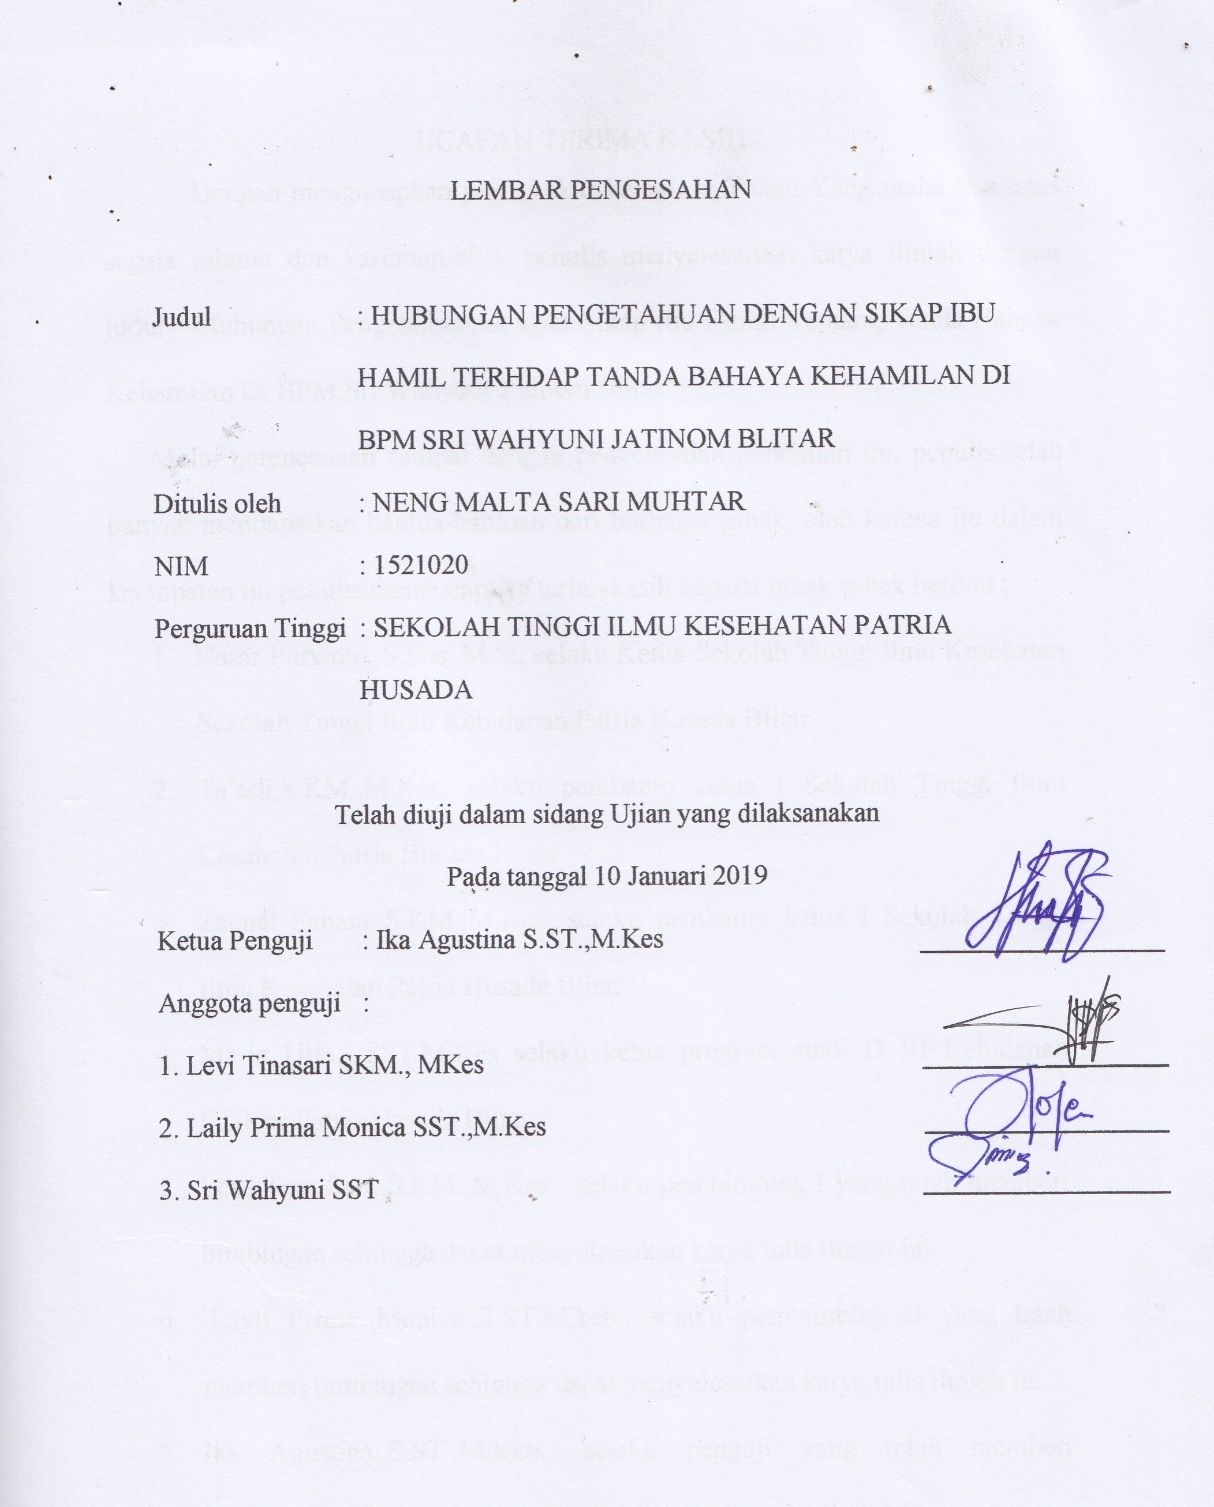 LEMBAR PENGESAHAN
Judul : HUBUNGAN PENGETAHUAN DENGAN SIKAP IBU
HAMIL TERHDAP TANDA BAHAYA KEHAMILAN DI
BPM SRI WAHYUNI JATINOM BLITAR
Ditulis oleh : NENG MALTA SARI MUHTAR
NIM : 1521020
Perguruan Tinggi : SEKOLAH TINGGI ILMU KESEHATAN PATRIA
HUSADA
Telah diuji dalam sidang Ujian yang dilaksanakan
Pada tanggal 10 Januari 2019
Ketua Penguji : Ika Agustina S.ST.,M.Kes
Anggota penguji :
1. Levi Tinasari SKM., MKes
2. Laily Prima Monica SST.,M.Kes
3. Sri Wahyuni SST